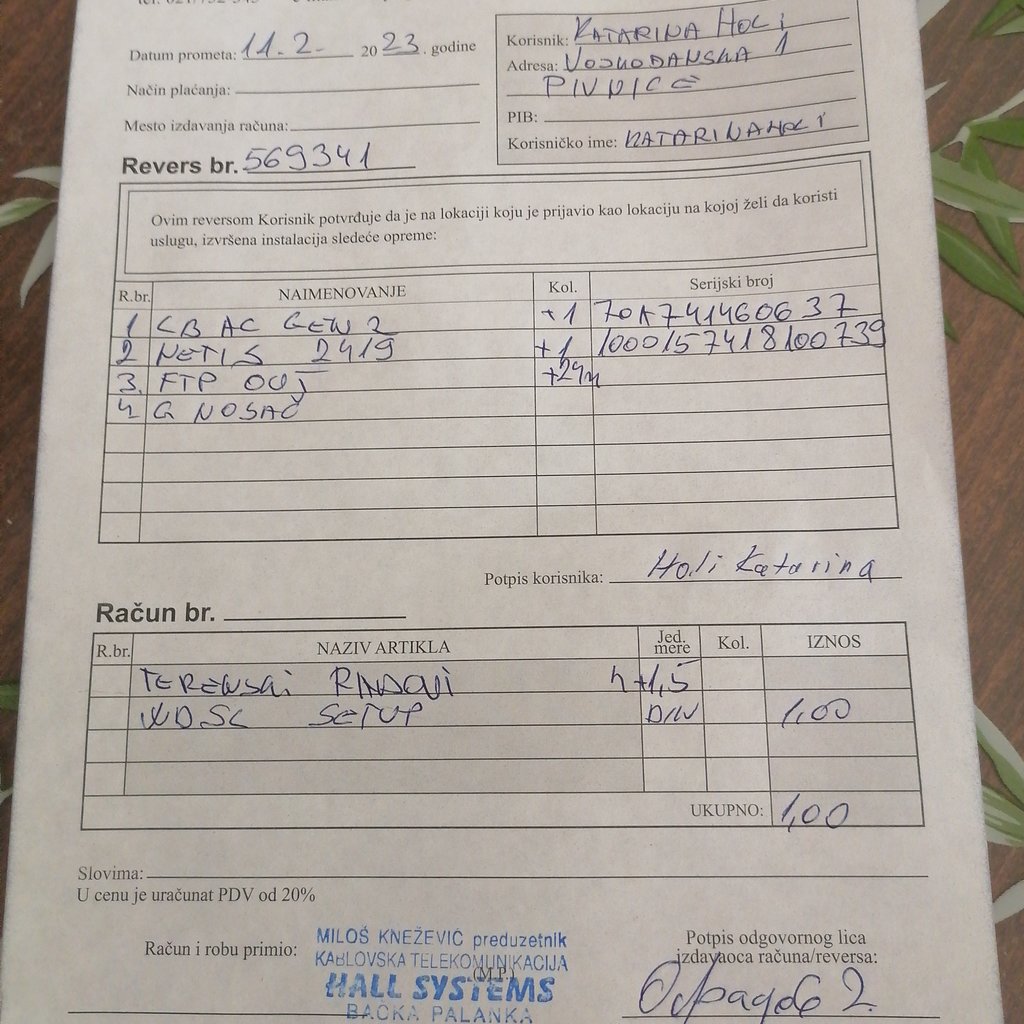 Datum prometa: 11.2. 2023. godine
Način plaćanja:
Mesto izdavanja računa:
Revers br. 569341
Korisnik: KATARINA HOLI
Adresa: VOJVOĐANSKA 1
PIVNICE
PIB:
Korisničko ime: KATARINAHOLI
Ovim reversom Korisnik potvrđuje da je na lokaciji koju je prijavio kao lokaciju na kojoj želi da koristi
uslugu, izvršena instalacija sledeće opreme:
R.br. NAIMENOVANJE Kol. Serijski broj
1 LB AC GEN 2 +1 70A7414606637
2 NETIS 2419 +1 1000157418100739
3. FTP OUT +24m
4 G NOSAČ
Potpis korisnika: Holi Katarina
Račun br.
R.br. NAZIV ARTIKLA Jed. mere Kol. IZNOS
TERENSKI RADOVI h +1,5
WDSL SETUP DIN 1,00
UKUPNO: 1,00
Slovima:
U cenu je uračunat PDV od 20%
Račun i robu primio:
MILOŠ KNEŽEVIĆ preduzetnik
KABLOVSKA TELEKOMUNIKACIJA
(M.P.)
HALL SYSTEMS
BAČKA PALANKA
Potpis odgovornog lica
izdavaoca računa/reversa: